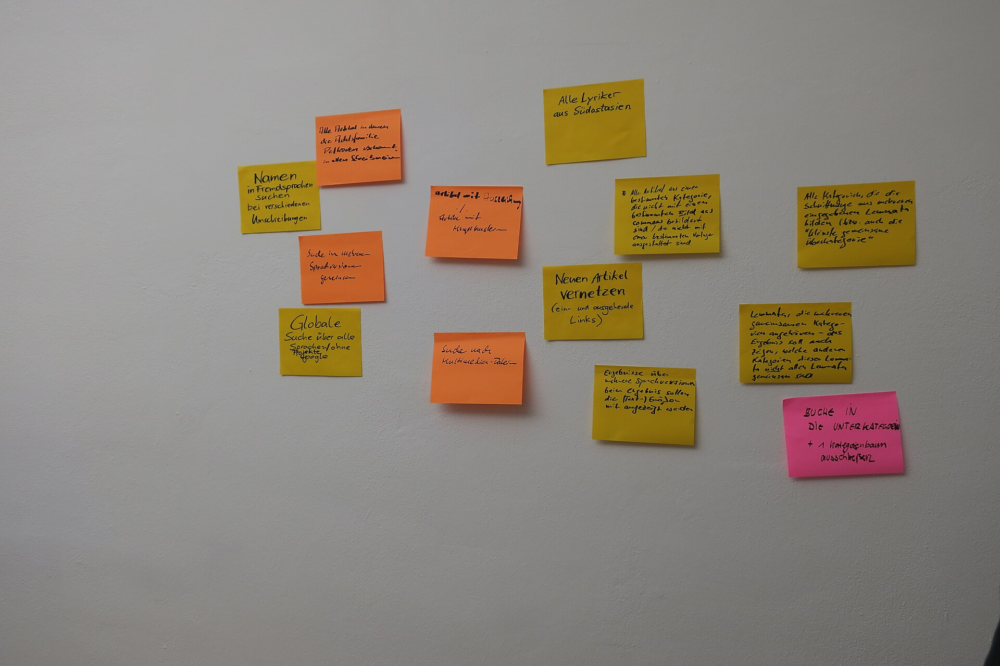 Alle Artikel in denen
die Adelsfamilie
vorkommt.
in allen Schreibweisen
Namen
in Fremdsprachen
suchen
bei verschiedenen
Umschreibungen
Suche in mehreren
Sprachversionen
gemeinsam
Globale
Suche über alle
Sprachen/ohne
Projekte
Google
Artikel mit Auszeichnung
Artikel mit
Suche nach
Multimedia-Daten
Alle Lyriker
aus Südostasien
Alle Artikel aus einer
bestimmten Kategorie,
die nicht mit einem
bestimmten Bild aus
commons bebildert
sind / die nicht mit
einer bestimmten Vorlage
ausgestattet sind
Neuen Artikel
vernetzen
(ein- und ausgehende
Links)
Ergebnisse über
mehrere Sprachversionen
beim Ergebnis sollen
die (Text-) Größen
mit angezeigt werden
Alle Kategorien, die die
Schnittmenge aus mehreren
eingegebenen Lemmata
bilden (bzw. auch die
"kleinste gemeinsame
Überkategorie"
Lemmata, die mehreren
gemeinsamen Katego-
rien angehören – das
Ergebnis soll auch
zeigen, welche anderen
Kategorien dieser Lemma-
ta nicht allen Lemmata
gemeinsam sind
SUCHE IN
DIE UNTERKATEGORIEN
+ 1 Kategorienbaum
ausschließen